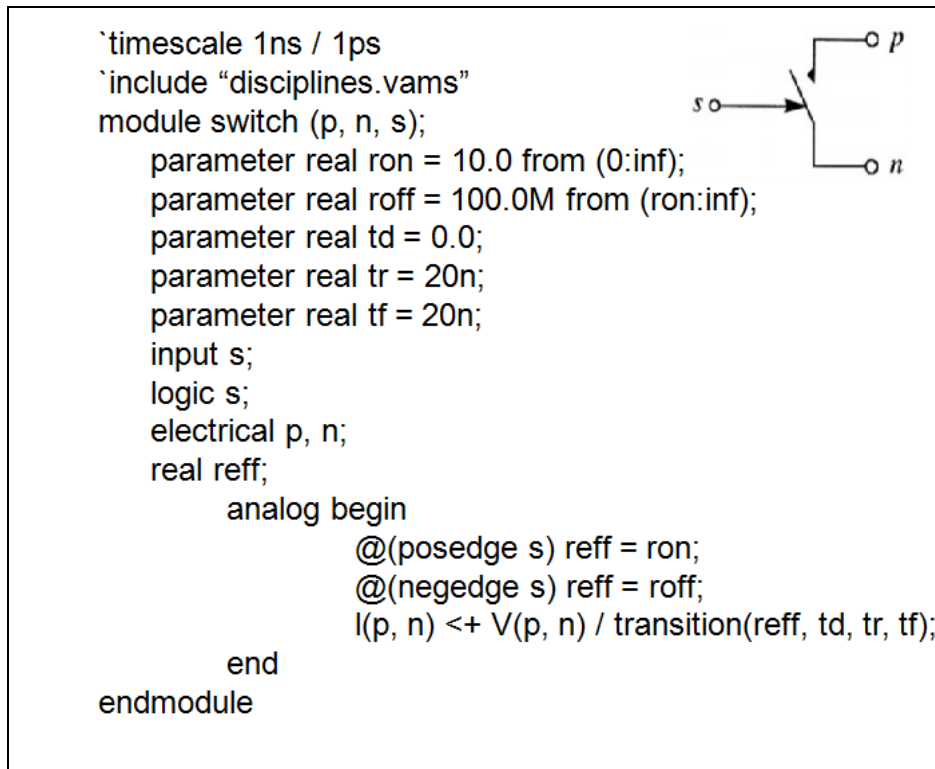 `timescale 1ns / 1ps
`include “disciplines.vams”
module switch (p, n, s);
parameter real ron = 10.0 from (0:inf);
parameter real roff = 100.0M from (ron:inf);
parameter real td = 0.0;
parameter real tr = 20n;
parameter real tf = 20n;
input s;
logic s;
electrical p, n;
real reff;
analog begin
@(posedge s) reff = ron;
@(negedge s) reff = roff;
I(p, n) <+ V(p, n) / transition(reff, td, tr, tf);
end
endmodule
p
s
n